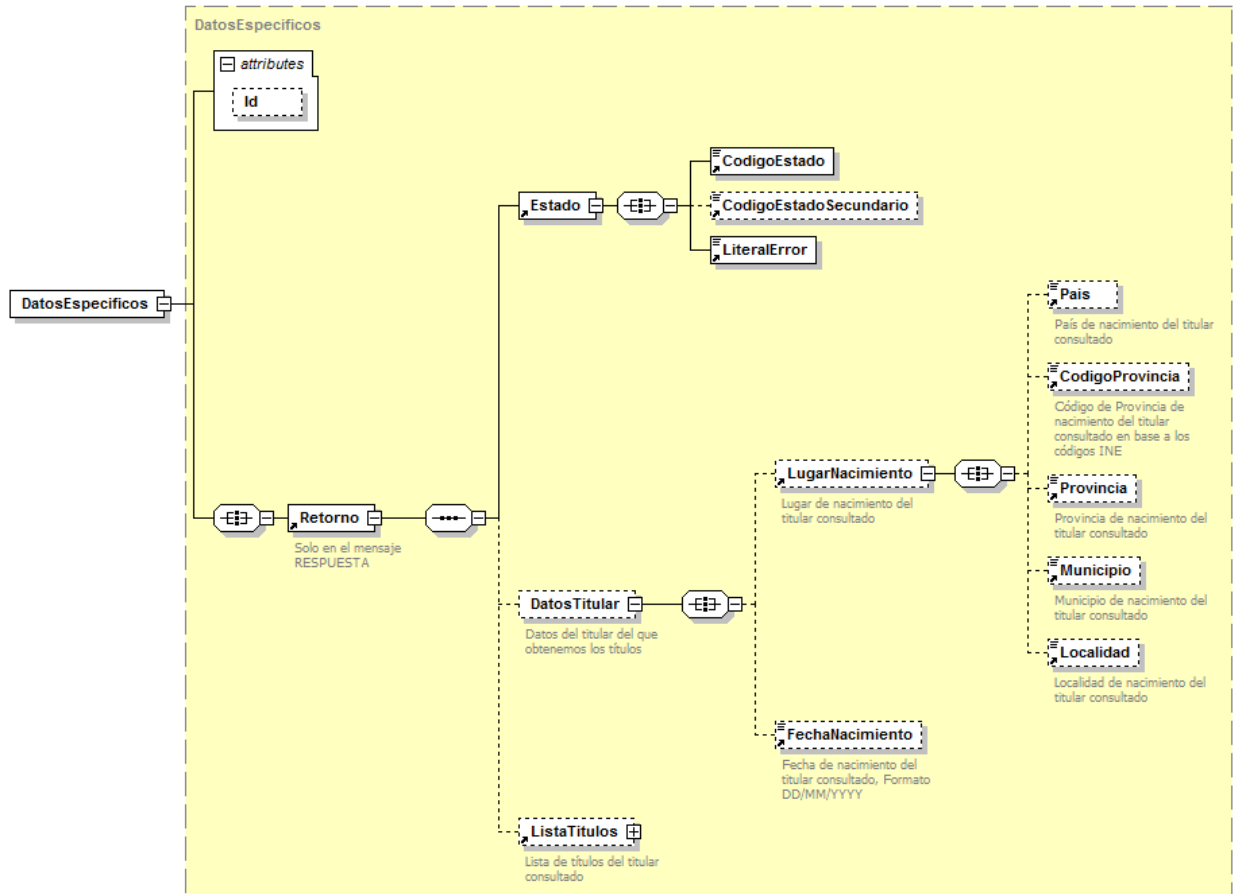 DatosEspecificos
attributes
Id
CodigoEstado
Estado
CodigoEstadoSecundario
LiteralError
DatosEspecificos
Pais
País de nacimiento del titular
consultado
CodigoProvincia
Código de Provincia de
nacimiento del titular
consultado en base a los
códigos INE
LugarNacimiento
Lugar de nacimiento del
titular consultado
Provincia
Provincia de nacimiento del
titular consultado
Retorno
Solo en el mensaje
RESPUESTA
Municipio
Municipio de nacimiento del
titular consultado
DatosTitular
Datos del titular del que
obtenemos los títulos
Localidad
Localidad de nacimiento del
titular consultado
FechaNacimiento
Fecha de nacimiento del
titular consultado, Formato
DD/MM/YYYY
ListaTitulos
Lista de títulos del titular
consultado